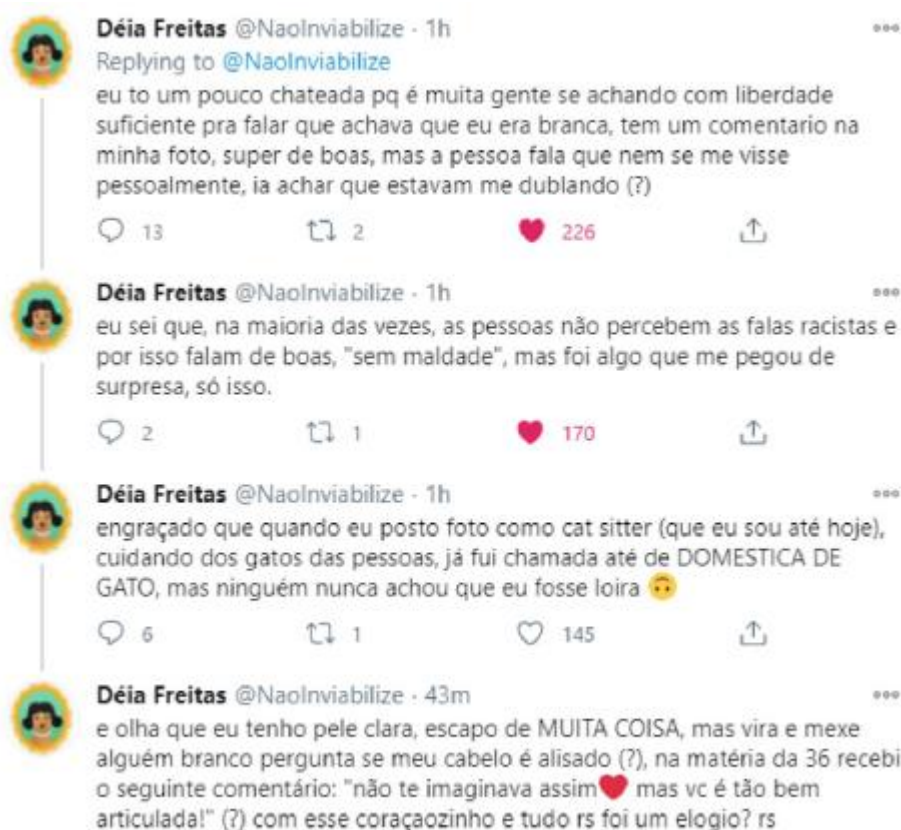 Déia Freitas @NaoInviabilize · 1h
Replying to @NaoInviabilize
eu to um pouco chateada pq é muita gente se achando com liberdade
suficiente pra falar que achava que eu era branca, tem um comentario na
minha foto, super de boas, mas a pessoa fala que nem se me visse
pessoalmente, ia achar que estavam me dublando (?)
13 2 226
Déia Freitas @NaoInviabilize · 1h
eu sei que, na maioria das vezes, as pessoas não percebem as falas racistas e
por isso falam de boas, "sem maldade", mas foi algo que me pegou de
surpresa, só isso.
2 1 170
Déia Freitas @NaoInviabilize · 1h
engraçado que quando eu posto foto como cat sitter (que eu sou até hoje),
cuidando dos gatos das pessoas, já fui chamada até de DOMESTICA DE
GATO, mas ninguém nunca achou que eu fosse loira 🙃
6 1 145
Déia Freitas @NaoInviabilize · 43m
e olha que eu tenho pele clara, escapo de MUITA COISA, mas vira e mexe
alguém branco pergunta se meu cabelo é alisado (?), na matéria da 36 recebi
o seguinte comentário: "não te imaginava assim❤️ mas vc é tão bem
articulada!" (?) com esse coraçaozinho e tudo rs foi um elogio? rs